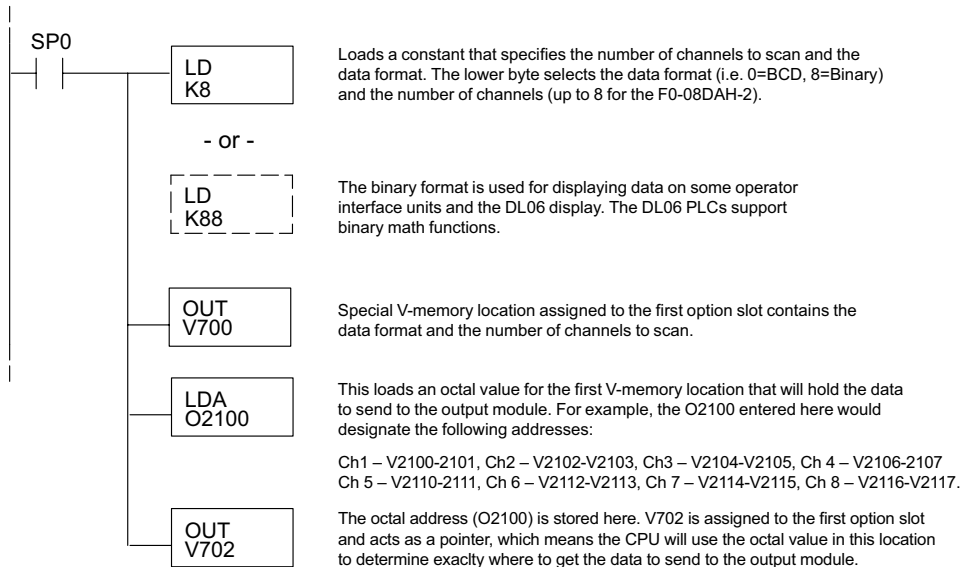 SP0
LD
K8
Loads a constant that specifies the number of channels to scan and the
data format. The lower byte selects the data format (i.e. 0=BCD, 8=Binary)
and the number of channels (up to 8 for the F0-08DAH-2).
- or -
LD
K88
The binary format is used for displaying data on some operator
interface units and the DL06 display. The DL06 PLCs support
binary math functions.
OUT
V700
Special V-memory location assigned to the first option slot contains the
data format and the number of channels to scan.
LDA
O2100
This loads an octal value for the first V-memory location that will hold the data
to send to the output module. For example, the O2100 entered here would
designate the following addresses:
Ch1 – V2100-2101, Ch2 – V2102-V2103, Ch3 – V2104-V2105, Ch 4 – V2106-2107
Ch 5 – V2110-2111, Ch 6 – V2112-V2113, Ch 7 – V2114-V2115, Ch 8 – V2116-V2117.
OUT
V702
The octal address (O2100) is stored here. V702 is assigned to the first option slot
and acts as a pointer, which means the CPU will use the octal value in this location
to determine exaclty where to get the data to send to the output module.